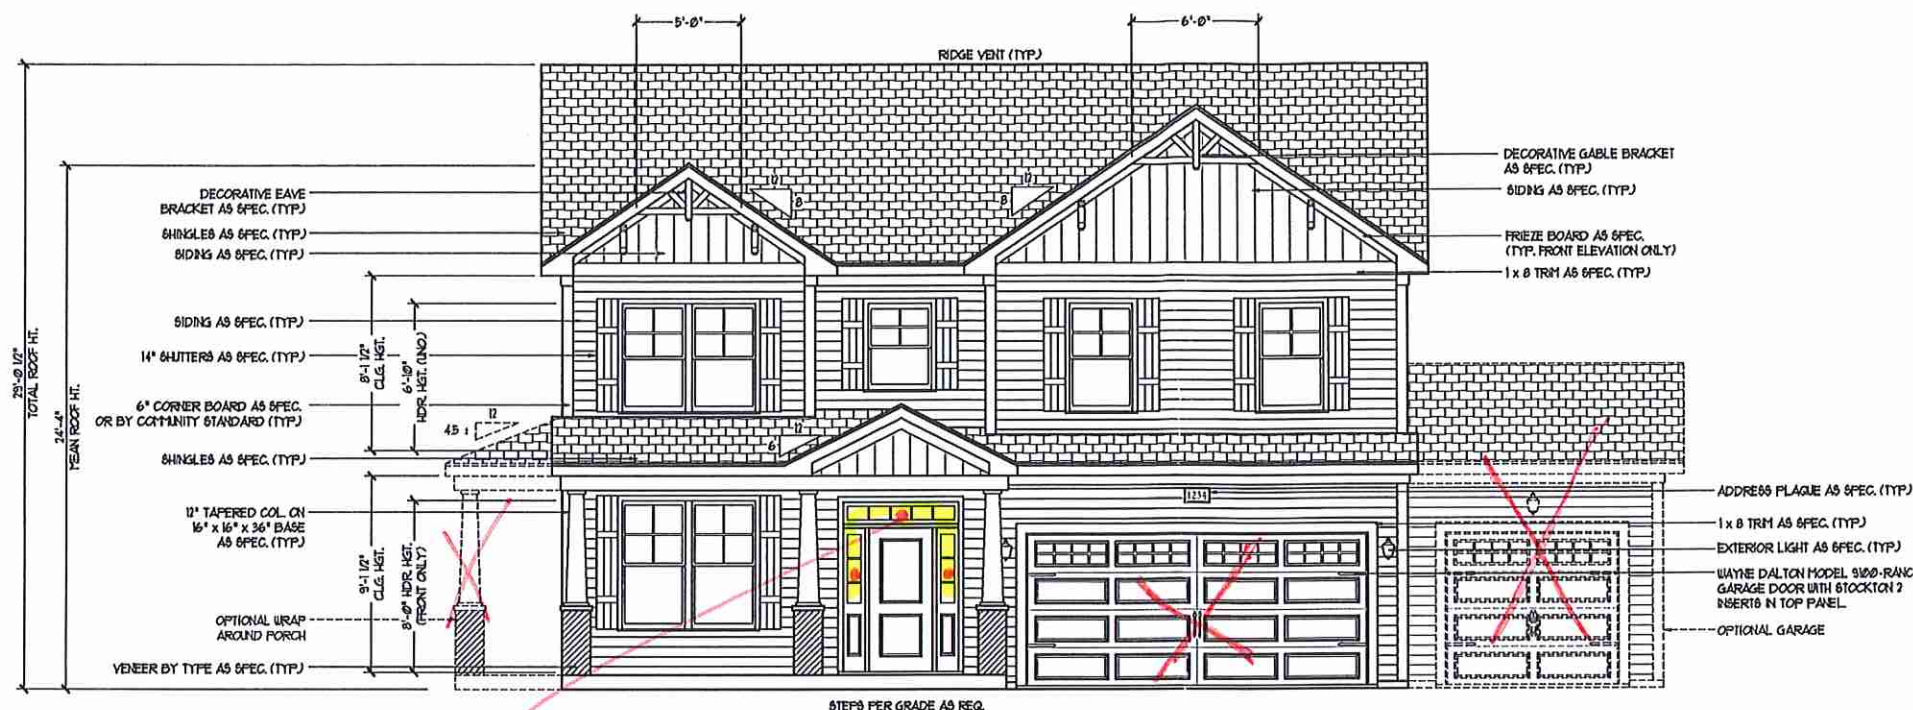 5'-0"
6'-0"
RIDGE VENT (TYP.)
DECORATIVE EAVE
BRACKET AS SPEC. (TYP.)
SHINGLES AS SPEC. (TYP.)
SIDING AS SPEC. (TYP.)
SIDING AS SPEC. (TYP.)
14" SHUTTERS AS SPEC. (TYP.)
6" CORNER BOARD AS SPEC.
OR BY COMMUNITY STANDARD (TYP.)
SHINGLES AS SPEC. (TYP.)
12" TAPERED COL. ON
16" x 16" x 36" BASE
AS SPEC. (TYP.)
OPTIONAL WRAP
AROUND PORCH
VENEER BY TYPE AS SPEC. (TYP.)
29'-0 1/2"
TOTAL ROOF HT.
24'-4"
MEAN ROOF HT.
8'-1 1/2"
CLG. HGT.
6'-10"
HDR. HGT. (UNO.)
9'-1 1/2"
CLG. HGT.
8'-0" HDR. HGT.
(FRONT ONLY)
12
8
12
8
12
4.5 :
12
6
1234
DECORATIVE GABLE BRACKET
AS SPEC. (TYP.)
SIDING AS SPEC. (TYP.)
FRIEZE BOARD AS SPEC.
(TYP. FRONT ELEVATION ONLY)
1 x 8 TRIM AS SPEC. (TYP.)
ADDRESS PLAQUE AS SPEC. (TYP.)
1 x 8 TRIM AS SPEC. (TYP.)
EXTERIOR LIGHT AS SPEC. (TYP.)
WAYNE DALTON MODEL 9100-RANC
GARAGE DOOR WITH STOCKTON 2
INSERTS IN TOP PANEL
OPTIONAL GARAGE
STEPS PER GRADE AS REQ.